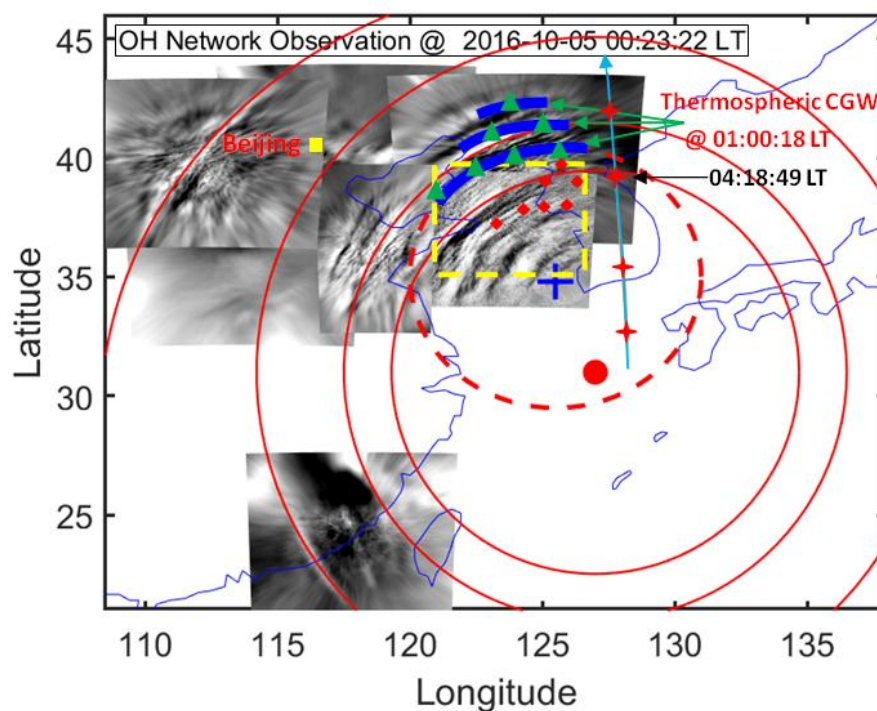 OH Network Observation @ 2016-10-05 00:23:22 LT
Thermospheric CGW
@ 01:00:18 LT
Beijing
04:18:49 LT
Latitude
45
40
35
30
25
110
115
120
125
130
135
Longitude